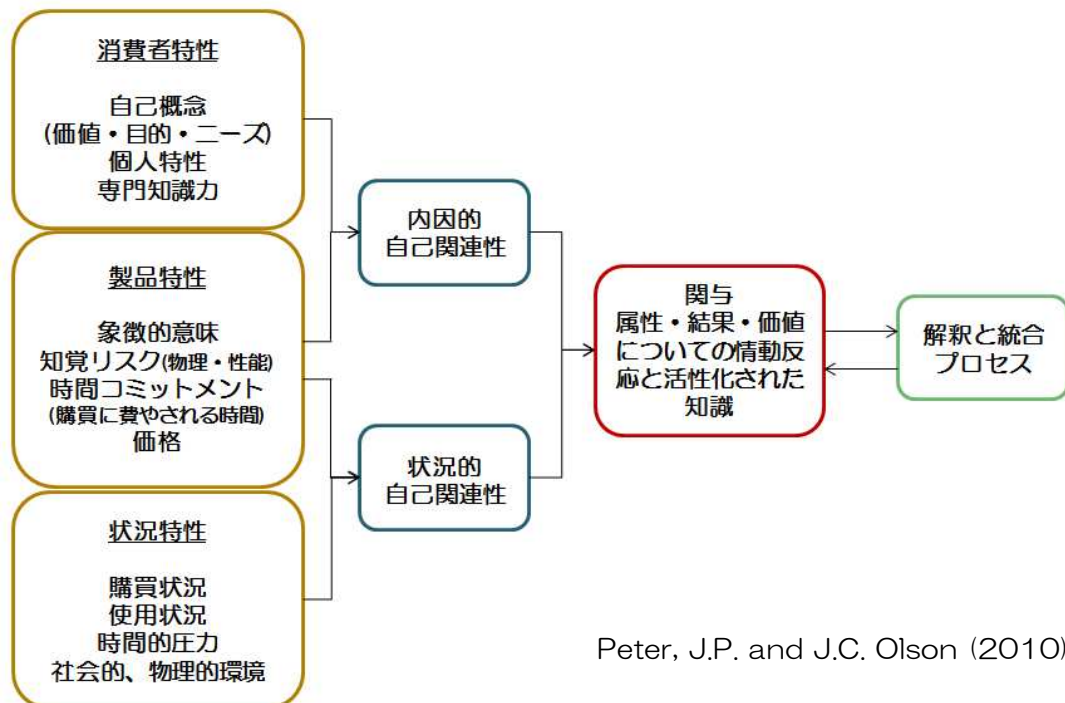 消費者特性
自己概念
(価値・目的・ニーズ)
個人特性
専門知識力
製品特性
象徴的意味
知覚リスク(物理・性能)
時間コミットメント
(購買に費やされる時間)
価格
状況特性
購買状況
使用状況
時間的圧力
社会的、物理的環境
内因的
自己関連性
状況的
自己関連性
関与
属性・結果・価値
についての情動反
応と活性化された
知識
解釈と統合
プロセス
Peter, J.P. and J.C. Olson (2010)